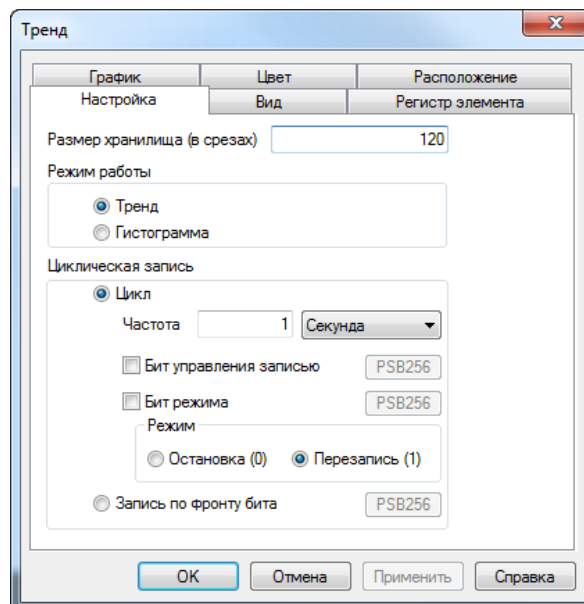 Тренд
График Цвет Расположение
Настройка Вид Регистр элемента
Размер хранилища (в срезах) 120
Режим работы
Тренд
Гистограмма
Циклическая запись
Цикл
Частота 1 Секунда
Бит управления записью PSB256
Бит режима PSB256
Режим
Остановка (0) Перезапись (1)
Запись по фронту бита PSB256
OK Отмена Применить Справка